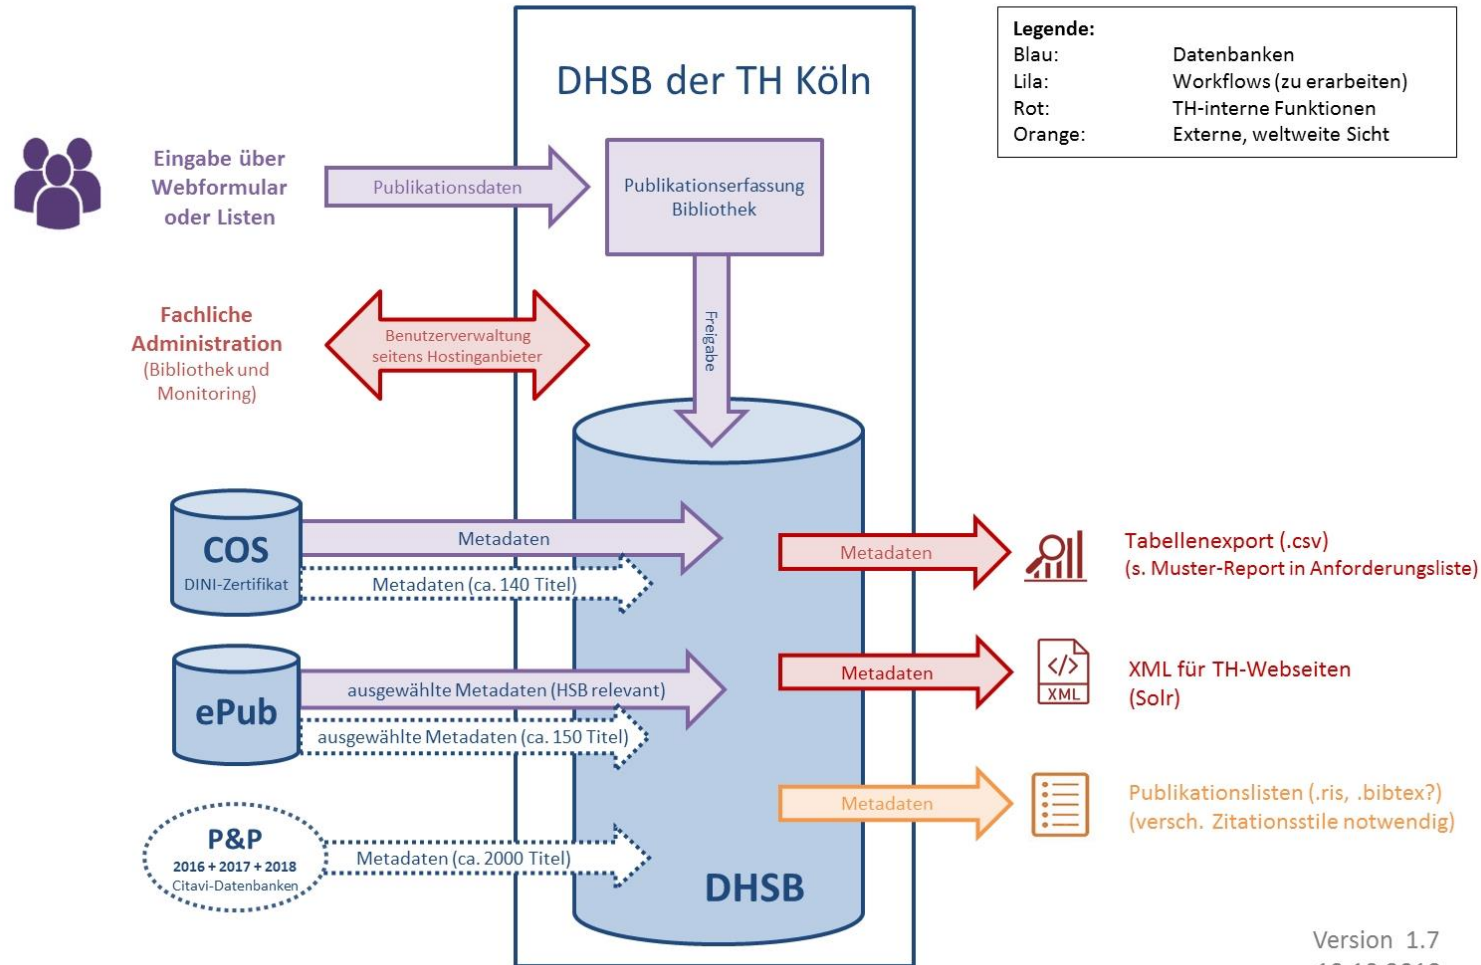 DHSB der TH Köln
Legende:
Blau: Datenbanken
Lila: Workflows (zu erarbeiten)
Rot: TH-interne Funktionen
Orange: Externe, weltweite Sicht
Eingabe über
Webformular
oder Listen
Publikationsdaten
Publikationserfassung
Bibliothek
Freigabe
Fachliche
Administration
(Bibliothek und
Monitoring)
Benutzerverwaltung
seitens Hostinganbieter
COS
DINI-Zertifikat
Metadaten
Metadaten (ca. 140 Titel)
ePub
ausgewählte Metadaten (HSB relevant)
ausgewählte Metadaten (ca. 150 Titel)
P&P
2016 + 2017 + 2018
Citavi-Datenbanken
Metadaten (ca. 2000 Titel)
DHSB
Metadaten
Tabellenexport (.csv)
(s. Muster-Report in Anforderungsliste)
Metadaten
</>
XML
XML für TH-Webseiten
(Solr)
Metadaten
Publikationslisten (.ris, .bibtex?)
(versch. Zitationsstile notwendig)
Version 1.7